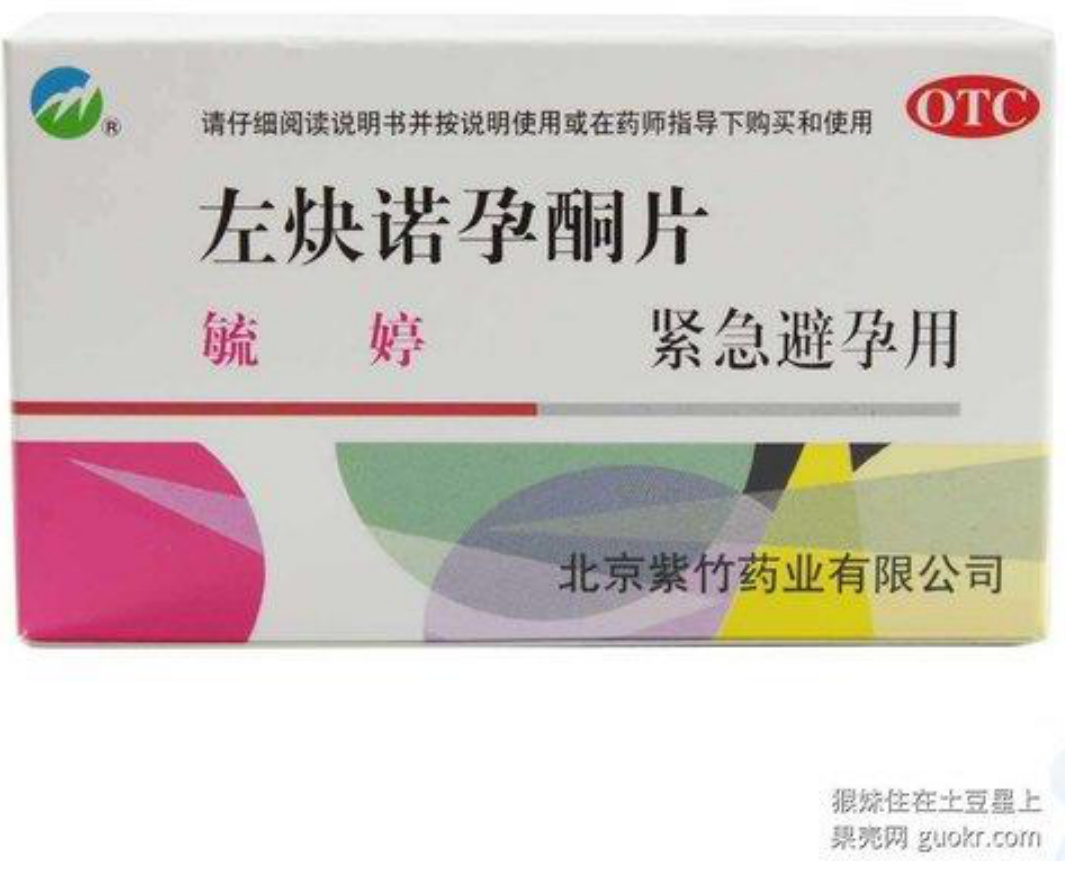 ®
请仔细阅读说明书并按说明使用或在药师指导下购买和使用
OTC
左炔诺孕酮片
毓婷 紧急避孕用
北京紫竹药业有限公司
狠妹住在土豆星上
果壳网 guokr.com